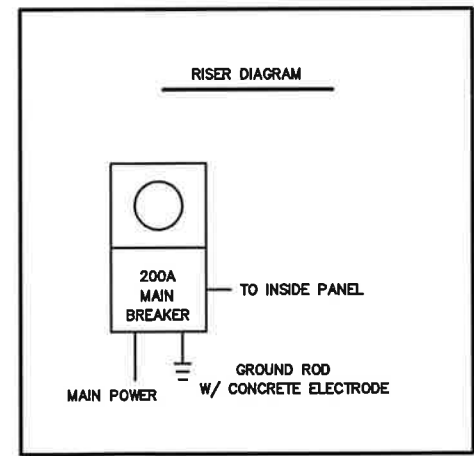 RISER DIAGRAM
200A
MAIN
BREAKER
TO INSIDE PANEL
MAIN POWER
GROUND ROD
W/ CONCRETE ELECTRODE